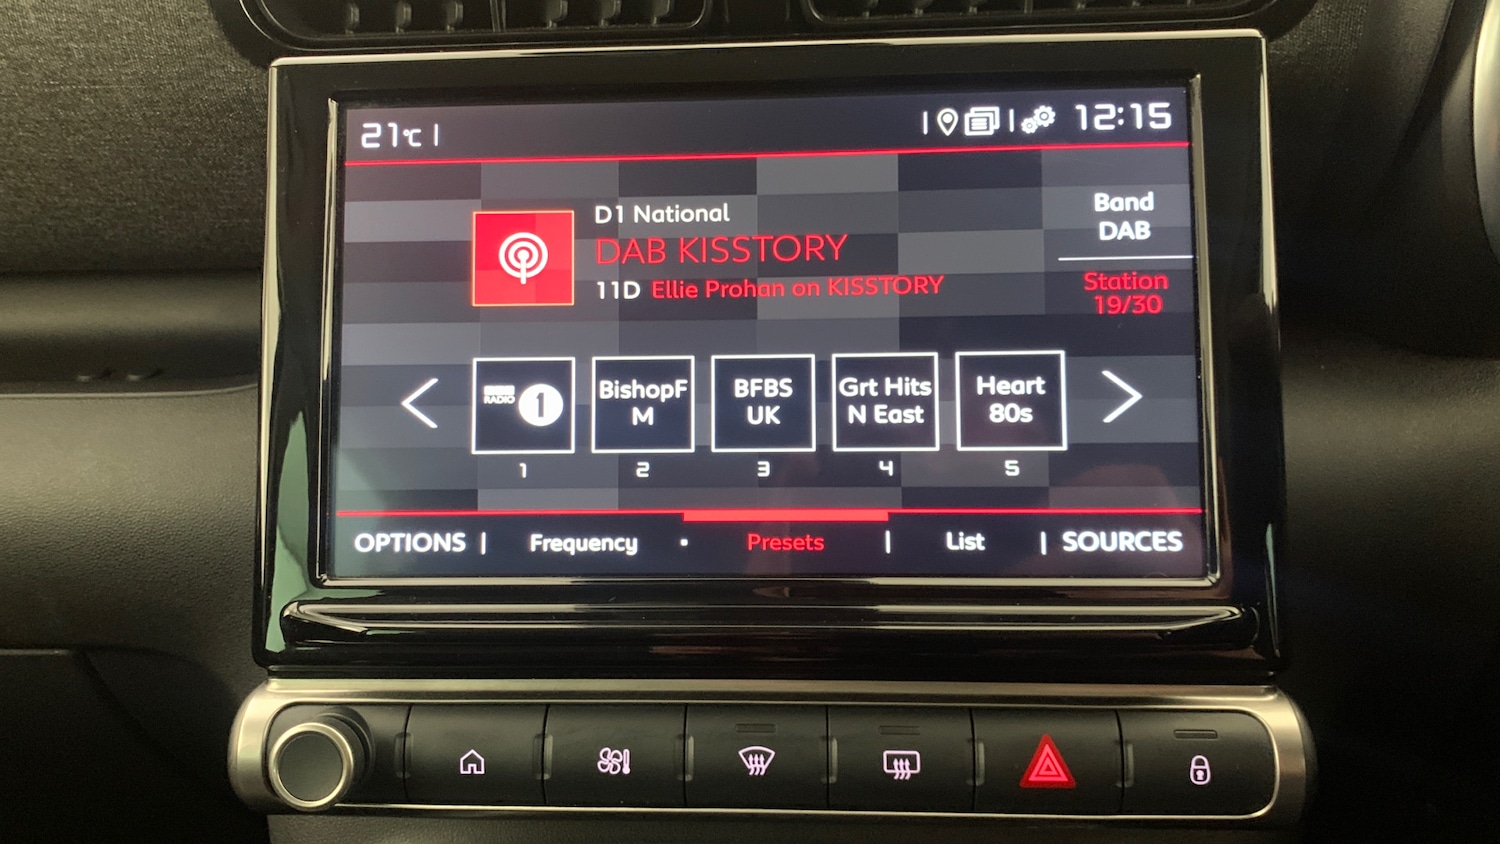 21°C
12:15
D1 National
DAB KISSTORY
11D Ellie Prohan on KISSTORY
Band
DAB
Station
19/30
BBC
RADIO 1
BishopF
M
BFBS
UK
Grt Hits
N East
Heart
80s
1 2 3 4 5
OPTIONS Frequency Presets List SOURCES